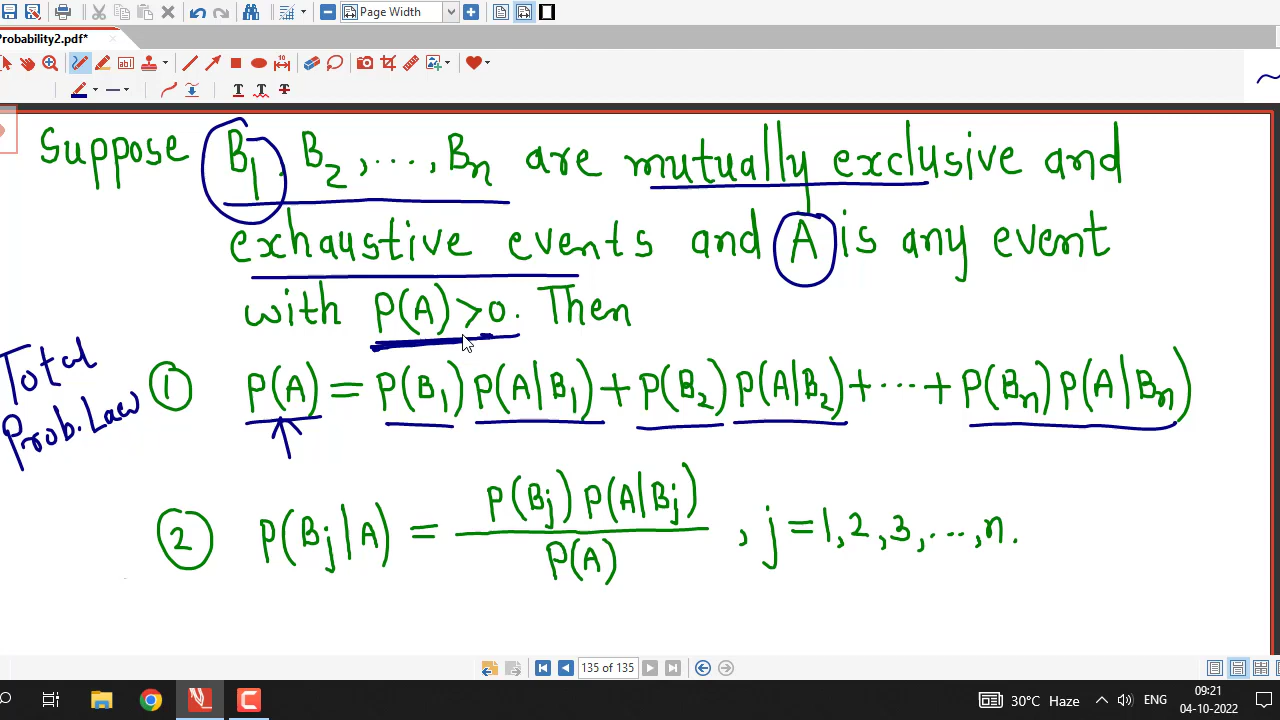 Page Width
Probability2.pdf*
Suppose B1, B2, ..., Bn are mutually exclusive and
exhaustive events and A is any event
with P(A)>0. Then
Total
Prob. Law
① P(A) = P(B1) P(A|B1) + P(B2) P(A|B2) + ... + P(Bn) P(A|Bn)
② P(Bj|A) = P(Bj) P(A|Bj) / P(A) , j = 1, 2, 3, ..., n.
135 of 135
30°C Haze ENG 09:21
04-10-2022